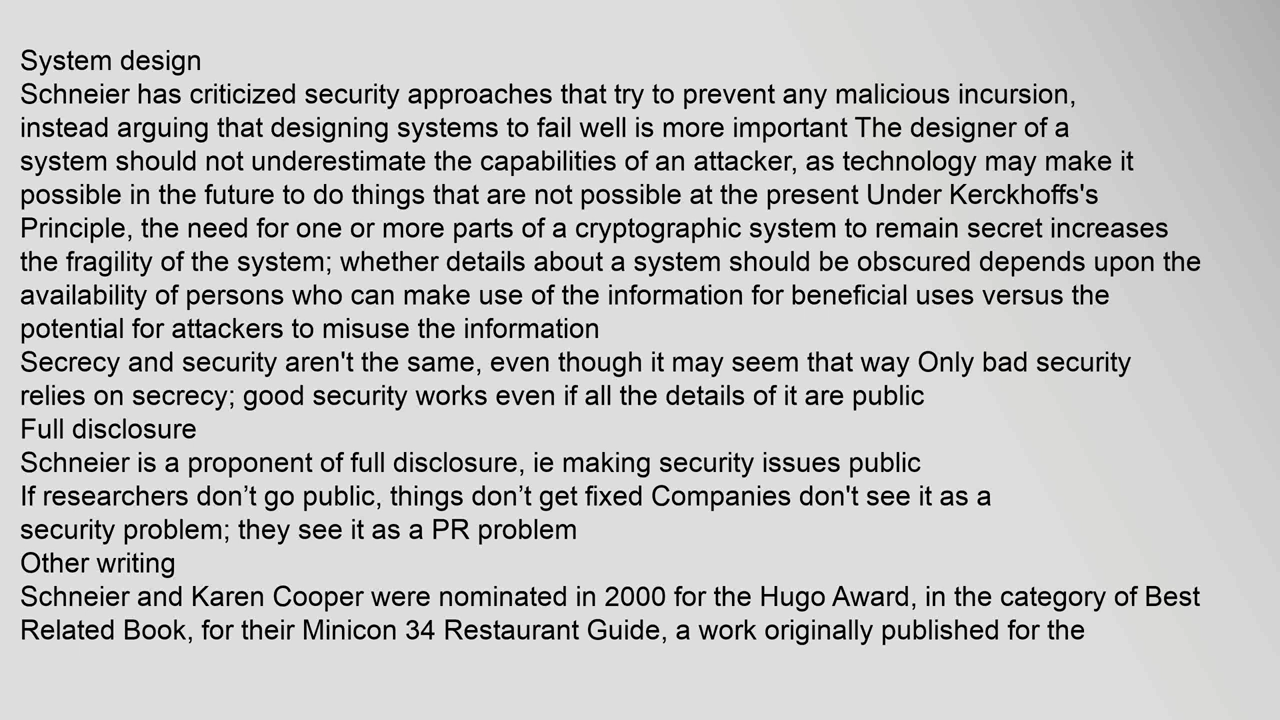 System design
Schneier has criticized security approaches that try to prevent any malicious incursion,
instead arguing that designing systems to fail well is more important The designer of a
system should not underestimate the capabilities of an attacker, as technology may make it
possible in the future to do things that are not possible at the present Under Kerckhoffs's
Principle, the need for one or more parts of a cryptographic system to remain secret increases
the fragility of the system; whether details about a system should be obscured depends upon the
availability of persons who can make use of the information for beneficial uses versus the
potential for attackers to misuse the information
Secrecy and security aren't the same, even though it may seem that way Only bad security
relies on secrecy; good security works even if all the details of it are public
Full disclosure
Schneier is a proponent of full disclosure, ie making security issues public
If researchers don’t go public, things don’t get fixed Companies don't see it as a
security problem; they see it as a PR problem
Other writing
Schneier and Karen Cooper were nominated in 2000 for the Hugo Award, in the category of Best
Related Book, for their Minicon 34 Restaurant Guide, a work originally published for the